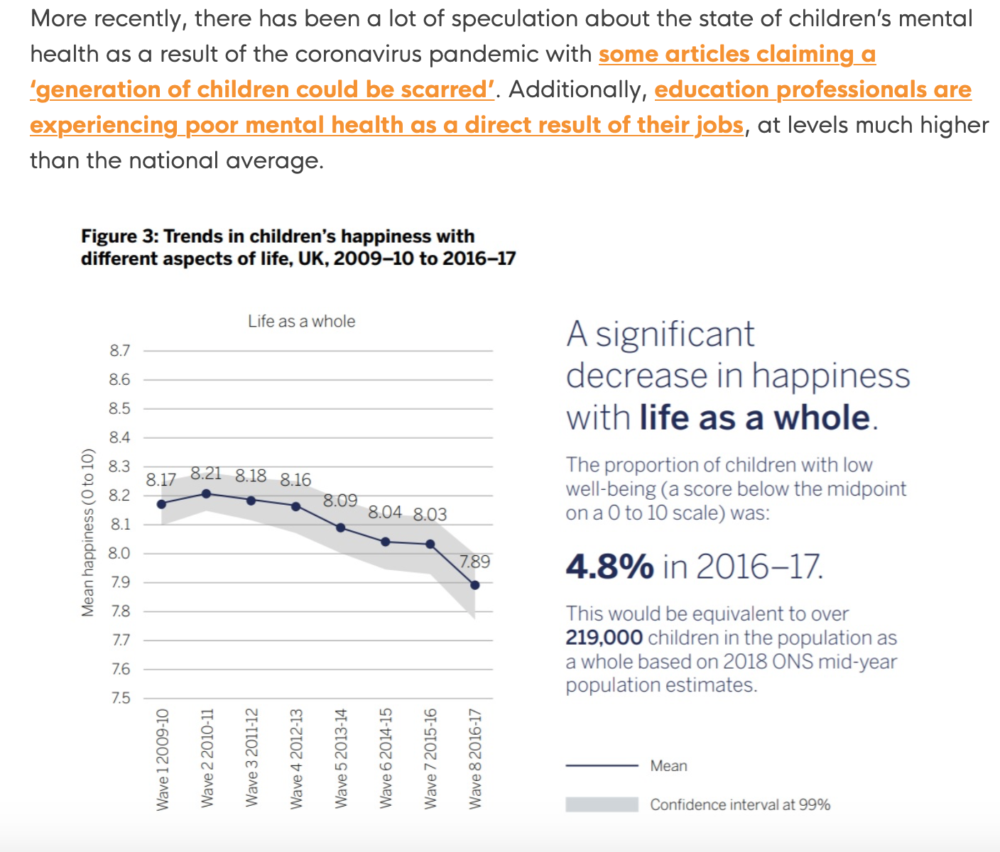 More recently, there has been a lot of speculation about the state of children’s mental
health as a result of the coronavirus pandemic with some articles claiming a
‘generation of children could be scarred’. Additionally, education professionals are
experiencing poor mental health as a direct result of their jobs, at levels much higher
than the national average.
Figure 3: Trends in children’s happiness with
different aspects of life, UK, 2009–10 to 2016–17
Life as a whole
Mean happiness (0 to 10)
8.7
8.6
8.5
8.4
8.3
8.2
8.1
8.0
7.9
7.8
7.7
7.6
7.5
8.17
8.21
8.18
8.16
8.09
8.04
8.03
7.89
Wave 1 2009-10
Wave 2 2010-11
Wave 3 2011-12
Wave 4 2012-13
Wave 5 2013-14
Wave 6 2014-15
Wave 7 2015-16
Wave 8 2016-17
A significant
decrease in happiness
with life as a whole.
The proportion of children with low
well-being (a score below the midpoint
on a 0 to 10 scale) was:
4.8% in 2016–17.
This would be equivalent to over
219,000 children in the population as
a whole based on 2018 ONS mid-year
population estimates.
Mean
Confidence interval at 99%